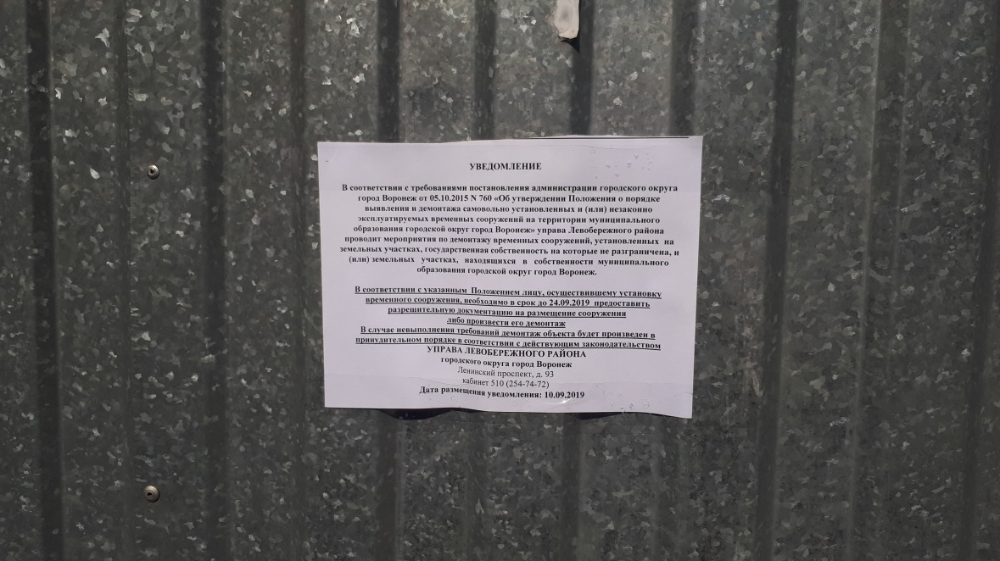 УВЕДОМЛЕНИЕ
В соответствии с требованиями постановления администрации городского округа
город Воронеж от 05.10.2015 N 760 «Об утверждении Положения о порядке
выявления и демонтажа самовольно установленных и (или) незаконно
эксплуатируемых временных сооружений на территории муниципального
образования городской округ город Воронеж» управа Левобережного района
проводит мероприятия по демонтажу временных сооружений, установленных на
земельных участках, государственная собственность на которые не разграничена, и
(или) земельных участках, находящихся в собственности муниципального
образования городской округ город Воронеж.
В соответствии с указанным Положением лицу, осуществившему установку
временного сооружения, необходимо в срок до 24.09.2019 предоставить
разрешительную документацию на размещение сооружения
либо произвести его демонтаж
В случае невыполнения требований демонтаж объекта будет произведен в
принудительном порядке в соответствии с действующим законодательством
УПРАВА ЛЕВОБЕРЕЖНОГО РАЙОНА
городского округа город Воронеж
Ленинский проспект, д. 93
кабинет 510 (254-74-72)
Дата размещения уведомления: 10.09.2019